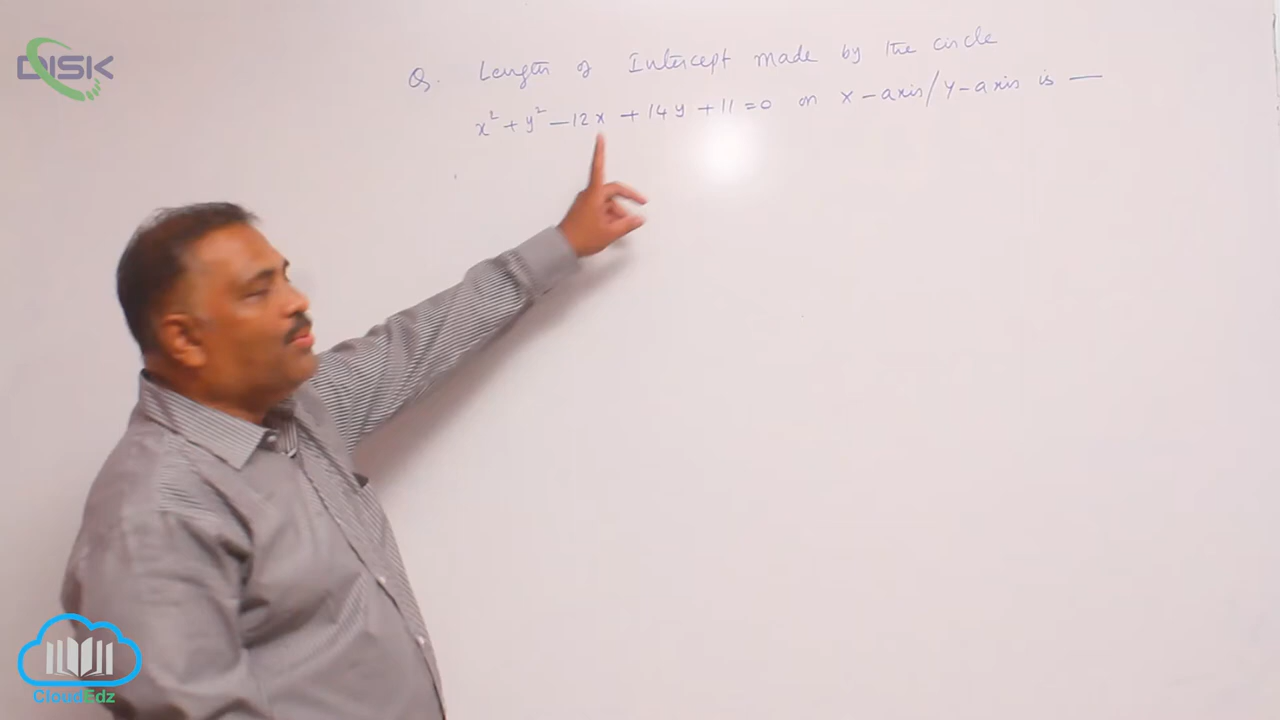 DISK
Q. Length of Intercept made by the circle
x² + y² – 12x + 14y + 11 = 0 on x-axis/y-axis is —
CloudEdz